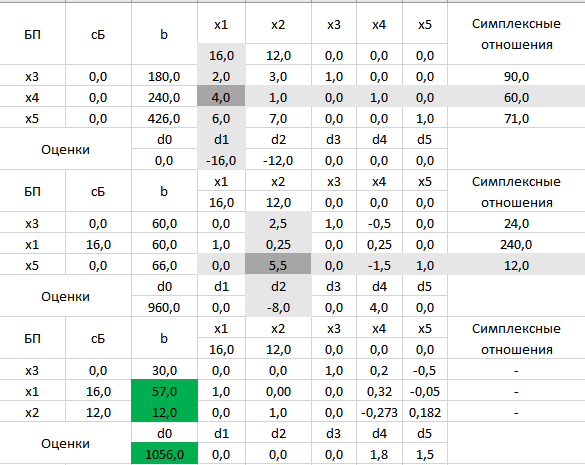 БП сБ b x1 x2 x3 x4 x5 Симплексные отношения
16,0 12,0 0,0 0,0 0,0
x3 0,0 180,0 2,0 3,0 1,0 0,0 0,0 90,0
x4 0,0 240,0 4,0 1,0 0,0 1,0 0,0 60,0
x5 0,0 426,0 6,0 7,0 0,0 0,0 1,0 71,0
Оценки d0 d1 d2 d3 d4 d5
0,0 -16,0 -12,0 0,0 0,0 0,0
БП сБ b x1 x2 x3 x4 x5 Симплексные отношения
16,0 12,0 0,0 0,0 0,0
x3 0,0 60,0 0,0 2,5 1,0 -0,5 0,0 24,0
x1 16,0 60,0 1,0 0,25 0,0 0,25 0,0 240,0
x5 0,0 66,0 0,0 5,5 0,0 -1,5 1,0 12,0
Оценки d0 d1 d2 d3 d4 d5
960,0 0,0 -8,0 0,0 4,0 0,0
БП сБ b x1 x2 x3 x4 x5 Симплексные отношения
16,0 12,0 0,0 0,0 0,0
x3 0,0 30,0 0,0 0,0 1,0 0,2 -0,5 -
x1 16,0 57,0 1,0 0,00 0,0 0,32 -0,05 -
x2 12,0 12,0 0,0 1,0 0,0 -0,273 0,182 -
Оценки d0 d1 d2 d3 d4 d5
1056,0 0,0 0,0 0,0 1,8 1,5